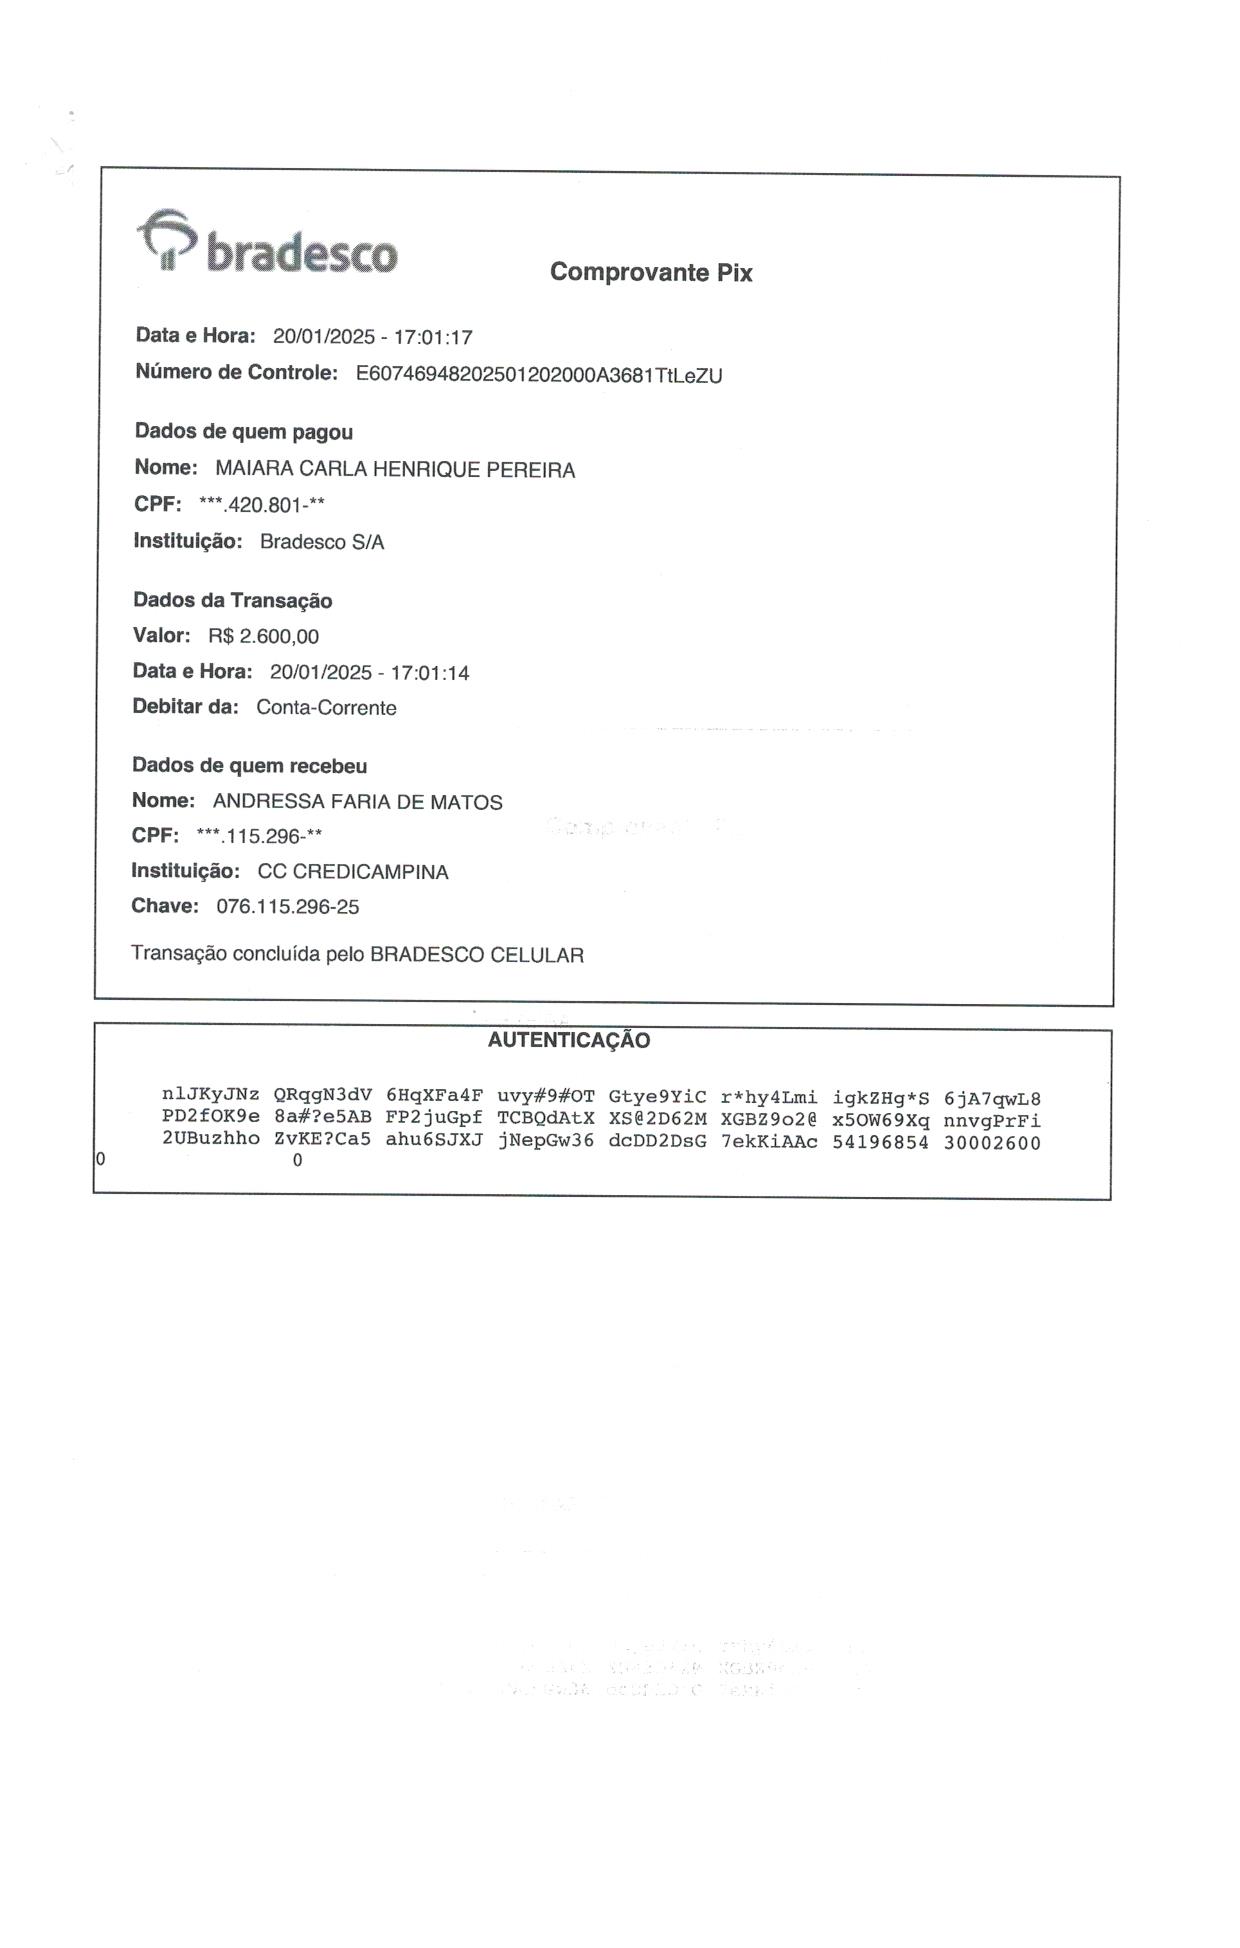 bradesco
Comprovante Pix
Data e Hora: 20/01/2025 - 17:01:17
Número de Controle: E60746948202501202000A3681TtLeZU
Dados de quem pagou
Nome: MAIARA CARLA HENRIQUE PEREIRA
CPF: ***.420.801-**
Instituição: Bradesco S/A
Dados da Transação
Valor: R$ 2.600,00
Data e Hora: 20/01/2025 - 17:01:14
Debitar da: Conta-Corrente
Dados de quem recebeu
Nome: ANDRESSA FARIA DE MATOS
CPF: ***.115.296-**
Instituição: CC CREDICAMPINA
Chave: 076.115.296-25
Transação concluída pelo BRADESCO CELULAR
AUTENTICAÇÃO
nlJKyJNz QRqgN3dV 6HqXFa4F uvy#9#OT Gtye9YiC r*hy4Lmi igkZHg*S 6jA7qwL8
PD2fOK9e 8a#?e5AB FP2juGpf TCBQdAtX XS@2D62M XGBZ9o2@ x5OW69Xq nnvgPrFi
2UBuzhho ZvKE?Ca5 ahu6SJXJ jNepGw36 dcDD2DsG 7ekKiAAc 54196854 30002600
0 0